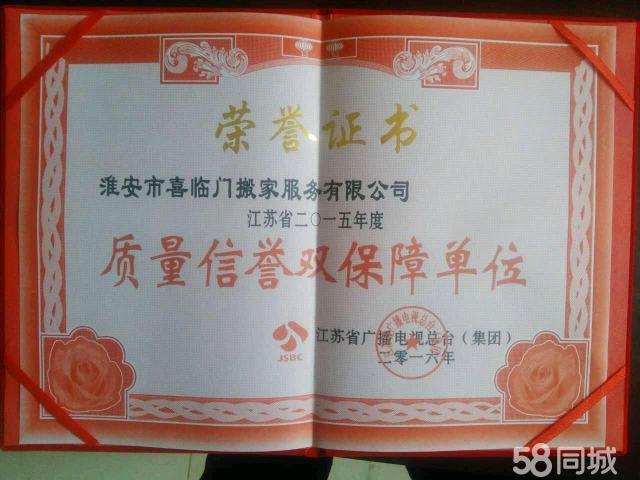 荣誉证书
淮安市喜临门搬家服务有限公司
江苏省二〇一五年度
质量信誉双保障单位
JSBC
江苏省广播电视总台（集团）
二零一六年
58同城